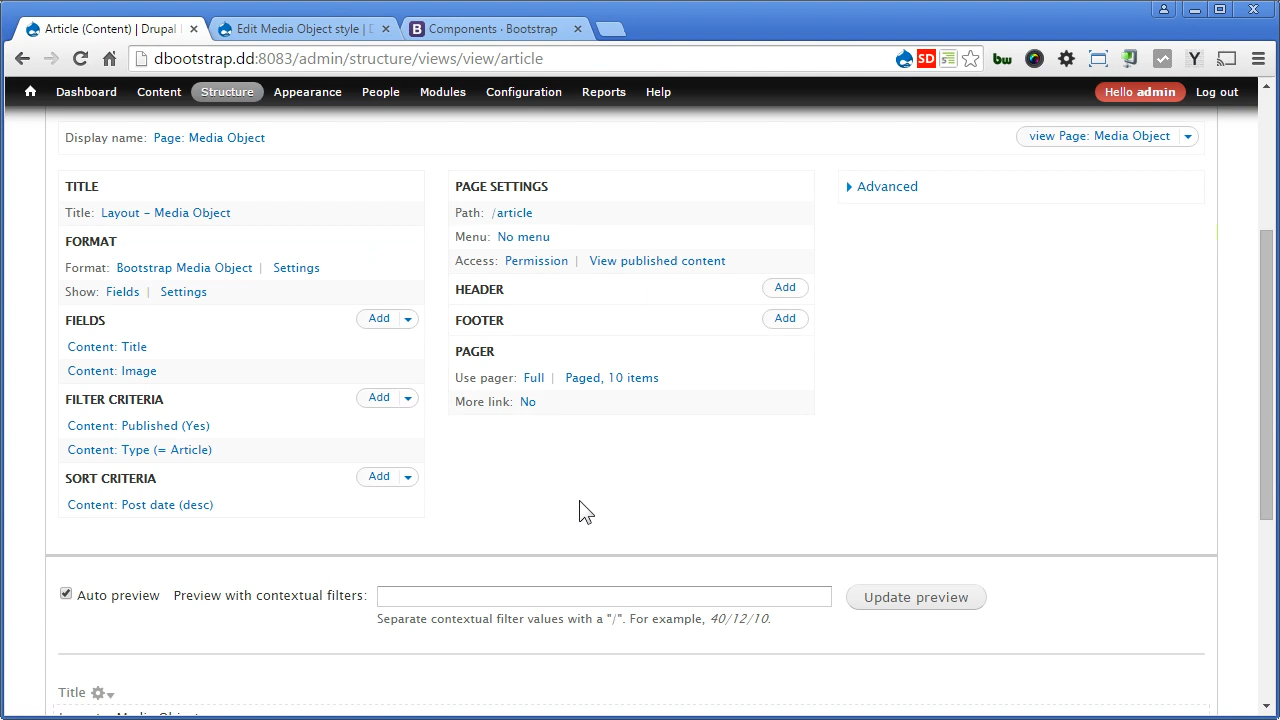 Article (Content) | Drupal
Edit Media Object style | D
Components · Bootstrap
dbootstrap.dd:8083/admin/structure/views/view/article
Dashboard Content Structure Appearance People Modules Configuration Reports Help Hello admin Log out
Display name: Page: Media Object
view Page: Media Object
TITLE
Title: Layout - Media Object
FORMAT
Format: Bootstrap Media Object | Settings
Show: Fields | Settings
FIELDS Add
Content: Title
Content: Image
FILTER CRITERIA Add
Content: Published (Yes)
Content: Type (= Article)
SORT CRITERIA Add
Content: Post date (desc)
PAGE SETTINGS
Path: /article
Menu: No menu
Access: Permission | View published content
HEADER Add
FOOTER Add
PAGER
Use pager: Full | Paged, 10 items
More link: No
Advanced
Auto preview Preview with contextual filters: Update preview
Separate contextual filter values with a "/". For example, 40/12/10.
Title